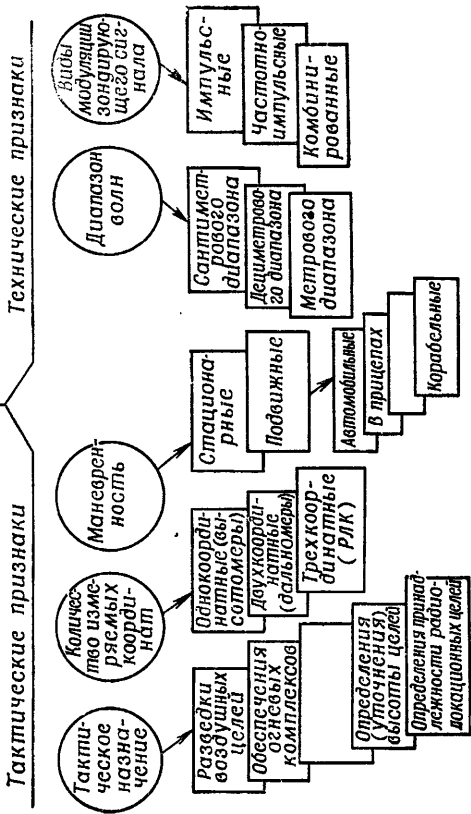 Тактические признаки
Технические признаки
Такти-
ческое
назна-
чение
Количес-
тво изме-
ряемых
коорди-
нат
Маневрен-
ность
Диапазон
волн
Виды
модуляции
зондирую-
щего сиг-
нала
Разведки
воздушных
целей
Обеспечения
огневых
комплексов
Определения
(уточнения)
высоты целей
Определения принад-
лежности радио-
локационных целей
Однокоорди-
натные (вы-
сотомеры)
Двухкоорди-
натные
(дальномеры)
Трехкоор-
динатные
(РЛК)
Стациона-
рные
Подвижные
Автомобильные
В прицепах
Корабельные
Сантимет-
рового
диапазона
Дециметрово-
го диапазона
Метрового
диапазона
Импульс-
ные
Частотно-
импульсные
Комбини-
рованные